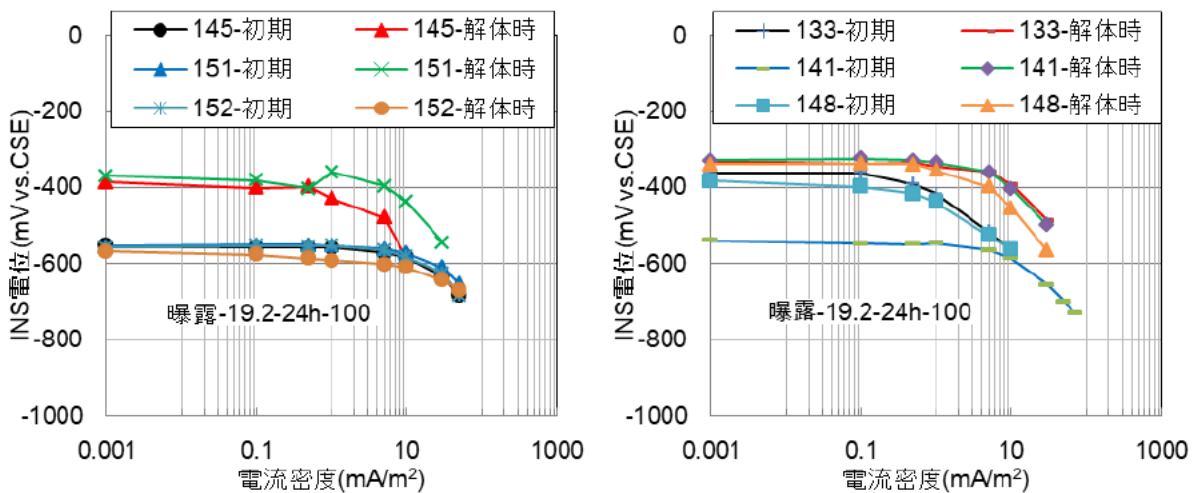 145-初期 145-解体時
151-初期 151-解体時
152-初期 152-解体時
0
-200
-400
-600
-800
-1000
INS電位(mV vs.CSE)
曝露-19.2-24h-100
0.001 0.1 10 1000
電流密度(mA/m²)
133-初期 133-解体時
141-初期 141-解体時
148-初期 148-解体時
0
-200
-400
-600
-800
-1000
INS電位(mV vs.CSE)
曝露-19.2-24h-100
0.001 0.1 10 1000
電流密度(mA/m²)